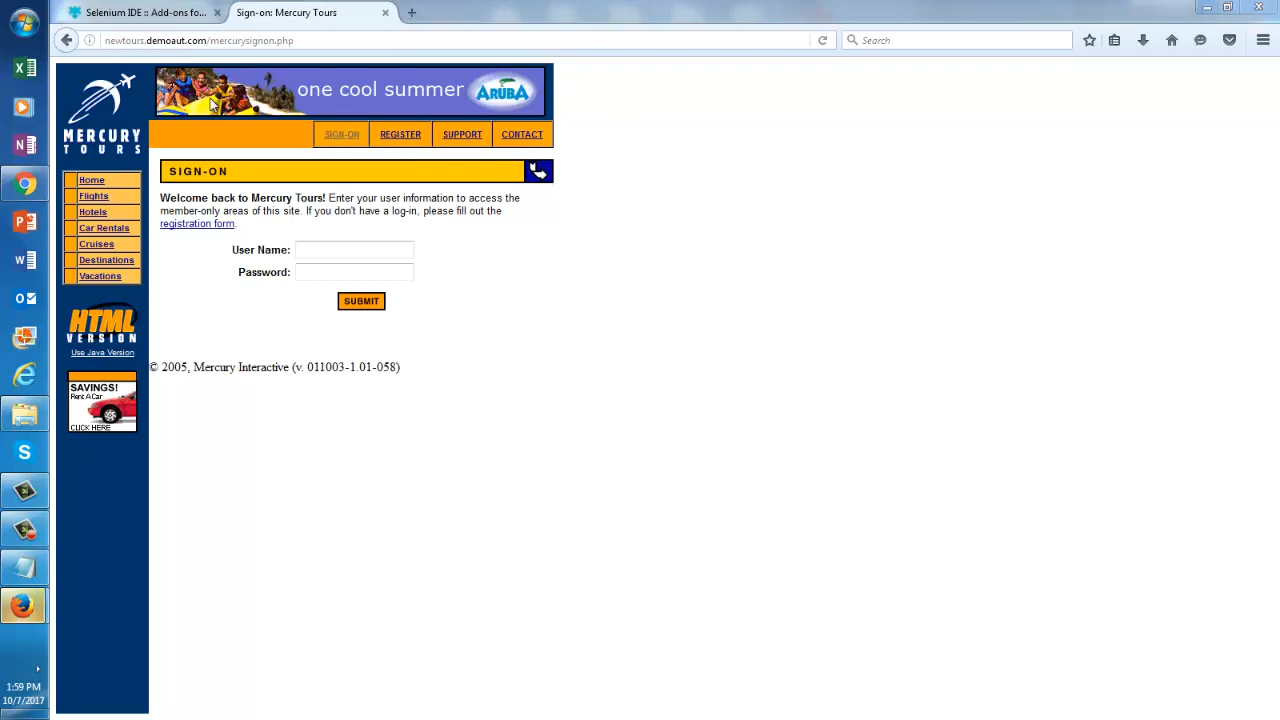 Selenium IDE :: Add-ons fo...
Sign-on: Mercury Tours
newtours.demoaut.com/mercurysignon.php
Search
MERCURY
TOURS
one cool summer
ARUBA
SIGN-ON
REGISTER
SUPPORT
CONTACT
Home
Flights
Hotels
Car Rentals
Cruises
Destinations
Vacations
HTML
VERSION
Use Java Version
SAVINGS!
Rent A Car
CLICK HERE
SIGN-ON
Welcome back to Mercury Tours! Enter your user information to access the
member-only areas of this site. If you don't have a log-in, please fill out the
registration form.
User Name:
Password:
SUBMIT
© 2005, Mercury Interactive (v. 011003-1.01-058)
1:59 PM
10/7/2017